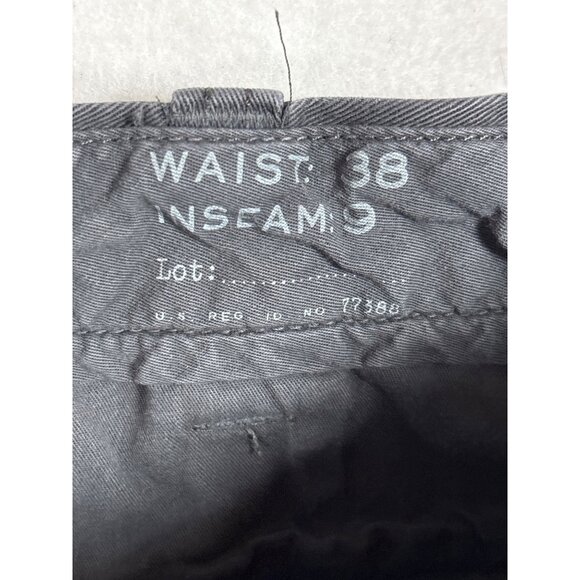 WAIST: 38
INSEAM: 9
Lot:....................
U.S. REG. ID NO 77388